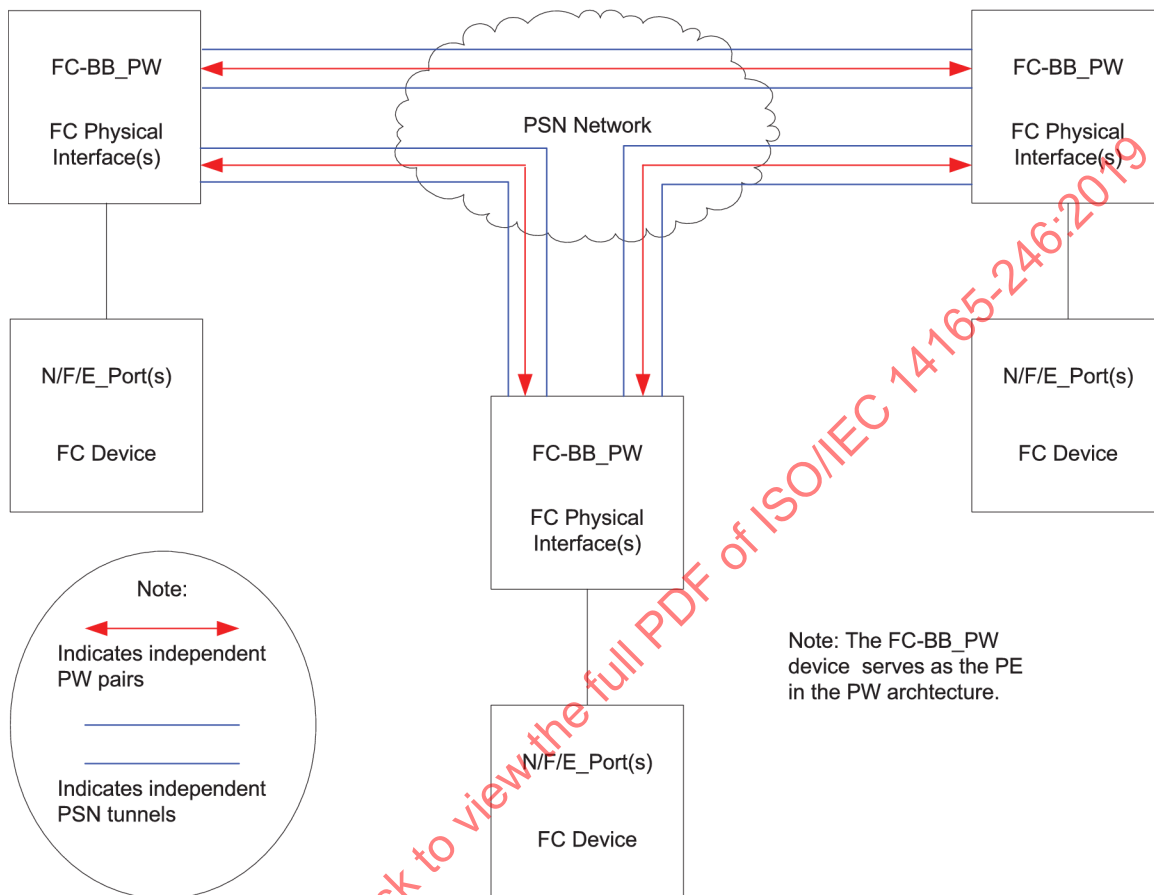 FC-BB_PW
FC Physical
Interface(s)
PSN Network
FC-BB_PW
FC Physical
Interface(s)
N/F/E_Port(s)
FC Device
FC-BB_PW
FC Physical
Interface(s)
N/F/E_Port(s)
FC Device
Note:
Indicates independent
PW pairs
Indicates independent
PSN tunnels
Note: The FC-BB_PW
device serves as the PE
in the PW archtecture.
N/F/E_Port(s)
FC Device
to view the full PDF of ISO/IEC 14165-246:2019